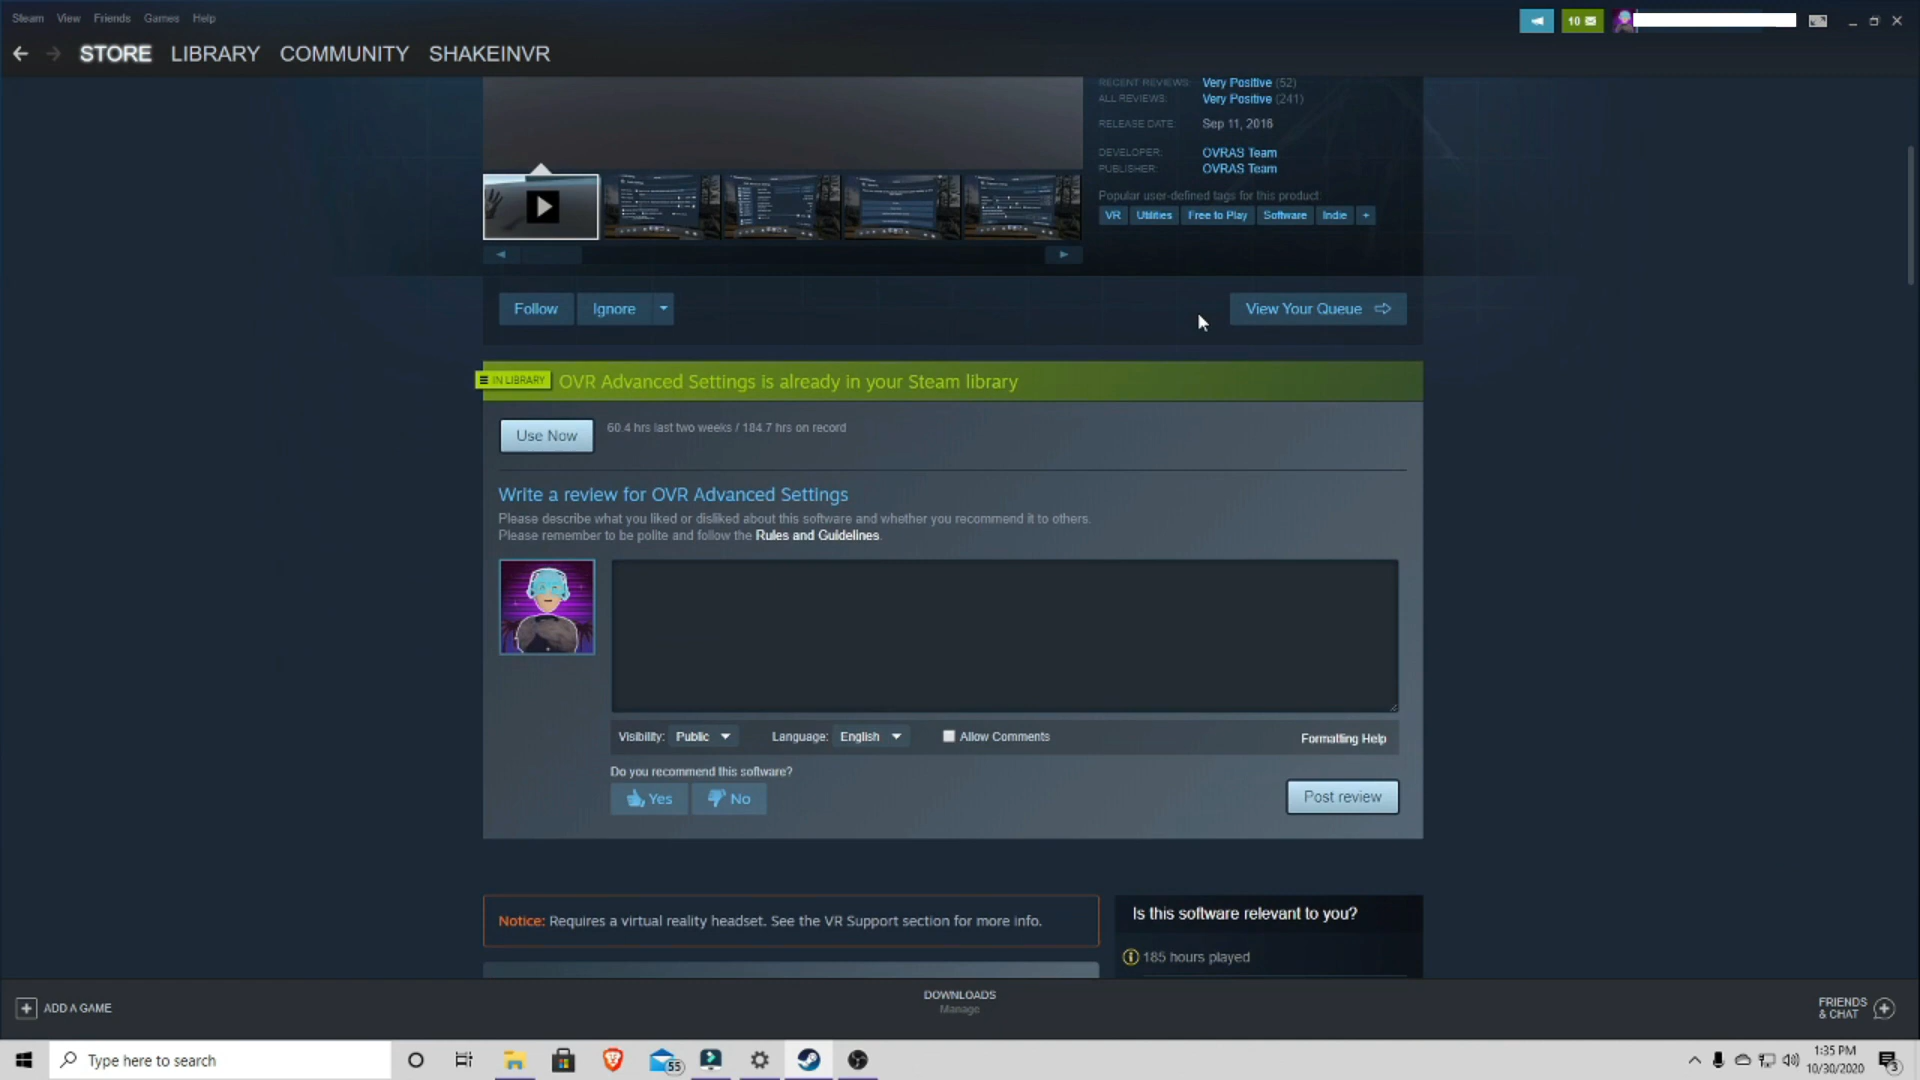 Steam View Friends Games Help
10
STORE LIBRARY COMMUNITY SHAKEINVR
RECENT REVIEWS: Very Positive (52)
ALL REVIEWS: Very Positive (241)
RELEASE DATE: Sep 11, 2016
DEVELOPER: OVRAS Team
PUBLISHER: OVRAS Team
Popular user-defined tags for this product:
VR Utilities Free to Play Software Indie +
Follow Ignore View Your Queue
IN LIBRARY OVR Advanced Settings is already in your Steam library
Use Now 60.4 hrs last two weeks / 184.7 hrs on record
Write a review for OVR Advanced Settings
Please describe what you liked or disliked about this software and whether you recommend it to others.
Please remember to be polite and follow the Rules and Guidelines.
Visibility: Public Language: English Allow Comments Formatting Help
Do you recommend this software?
Yes No Post review
Notice: Requires a virtual reality headset. See the VR Support section for more info.
Is this software relevant to you?
185 hours played
+ ADD A GAME
DOWNLOADS
Manage
FRIENDS
& CHAT
Type here to search
55
1:35 PM
10/30/2020
3